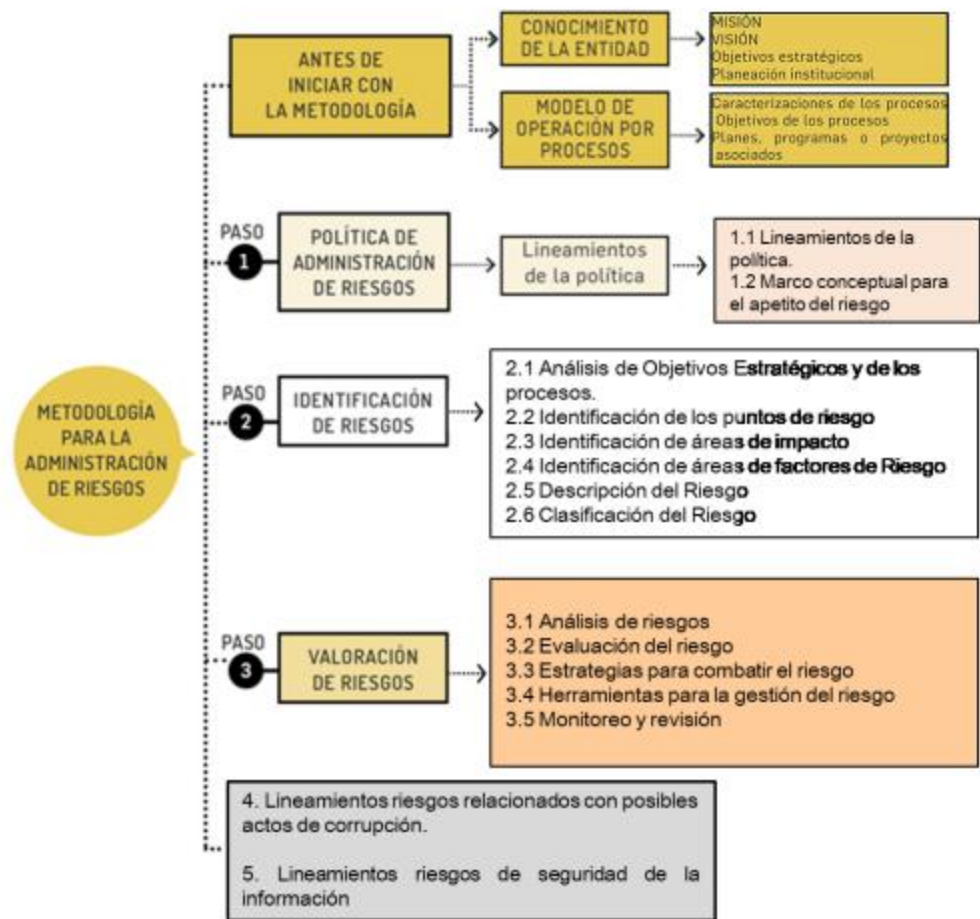 ANTES DE
INICIAR CON
LA METODOLOGÍA
CONOCIMIENTO
DE LA ENTIDAD
MISIÓN
VISIÓN
Objetivos estratégicos
Planeación institucional
MODELO DE
OPERACIÓN POR
PROCESOS
Caracterizaciones de los procesos
Objetivos de los procesos
Planes, programas o proyectos
asociados
METODOLOGÍA
PARA LA
ADMINISTRACIÓN
DE RIESGOS
PASO
1
POLÍTICA DE
ADMINISTRACIÓN
DE RIESGOS
Lineamientos
de la política
1.1 Lineamientos de la
política.
1.2 Marco conceptual para
el apetito del riesgo
PASO
2
IDENTIFICACIÓN
DE RIESGOS
2.1 Análisis de Objetivos Estratégicos y de los
procesos.
2.2 Identificación de los puntos de riesgo
2.3 Identificación de áreas de impacto
2.4 Identificación de áreas de factores de Riesgo
2.5 Descripción del Riesgo
2.6 Clasificación del Riesgo
PASO
3
VALORACIÓN
DE RIESGOS
3.1 Análisis de riesgos
3.2 Evaluación del riesgo
3.3 Estrategias para combatir el riesgo
3.4 Herramientas para la gestión del riesgo
3.5 Monitoreo y revisión
4. Lineamientos riesgos relacionados con posibles
actos de corrupción.
5. Lineamientos riesgos de seguridad de la
información